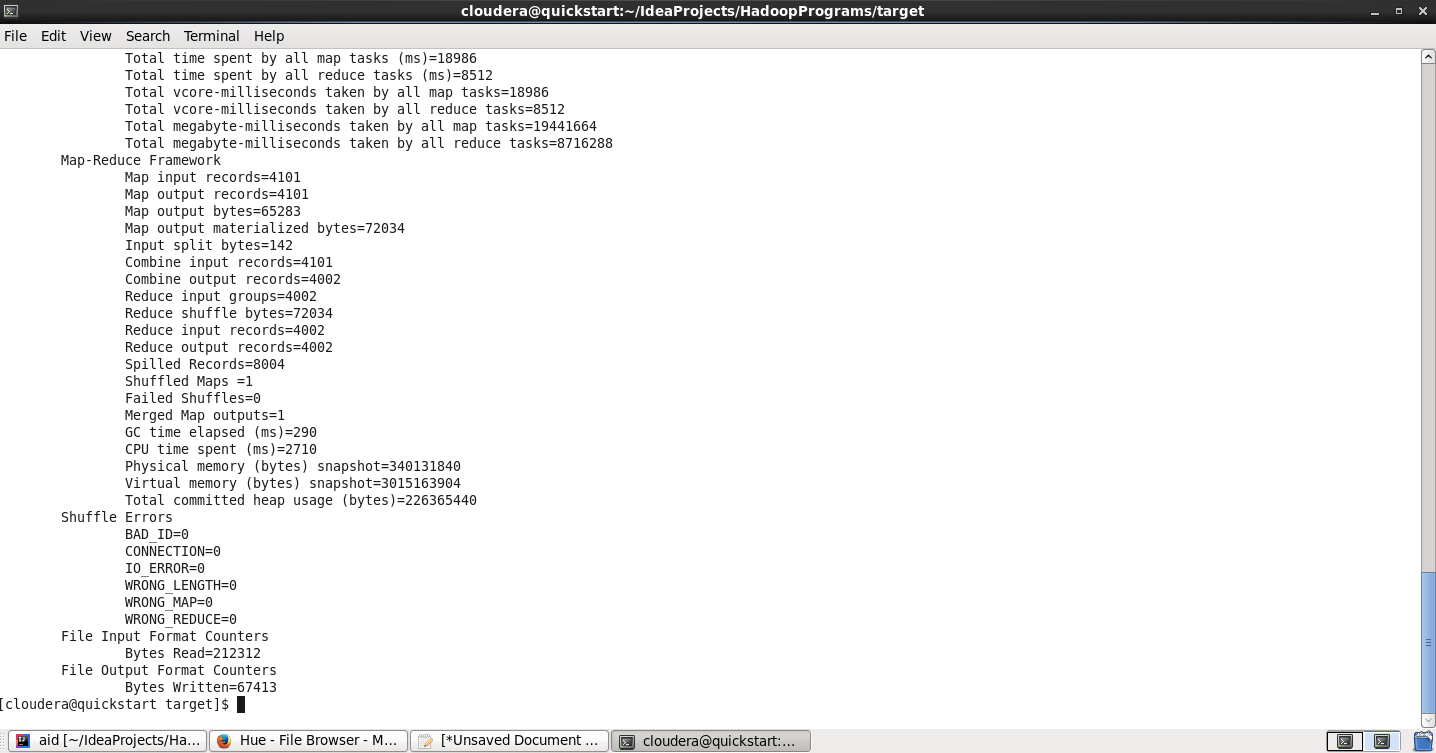 cloudera@quickstart:~/IdeaProjects/HadoopPrograms/target
File Edit View Search Terminal Help
Total time spent by all map tasks (ms)=18986
Total time spent by all reduce tasks (ms)=8512
Total vcore-milliseconds taken by all map tasks=18986
Total vcore-milliseconds taken by all reduce tasks=8512
Total megabyte-milliseconds taken by all map tasks=19441664
Total megabyte-milliseconds taken by all reduce tasks=8716288
Map-Reduce Framework
Map input records=4101
Map output records=4101
Map output bytes=65283
Map output materialized bytes=72034
Input split bytes=142
Combine input records=4101
Combine output records=4002
Reduce input groups=4002
Reduce shuffle bytes=72034
Reduce input records=4002
Reduce output records=4002
Spilled Records=8004
Shuffled Maps =1
Failed Shuffles=0
Merged Map outputs=1
GC time elapsed (ms)=290
CPU time spent (ms)=2710
Physical memory (bytes) snapshot=340131840
Virtual memory (bytes) snapshot=3015163904
Total committed heap usage (bytes)=226365440
Shuffle Errors
BAD_ID=0
CONNECTION=0
IO_ERROR=0
WRONG_LENGTH=0
WRONG_MAP=0
WRONG_REDUCE=0
File Input Format Counters
Bytes Read=212312
File Output Format Counters
Bytes Written=67413
[cloudera@quickstart target]$
aid [~/IdeaProjects/Ha... Hue - File Browser - M... [*Unsaved Document ... cloudera@quickstart:...